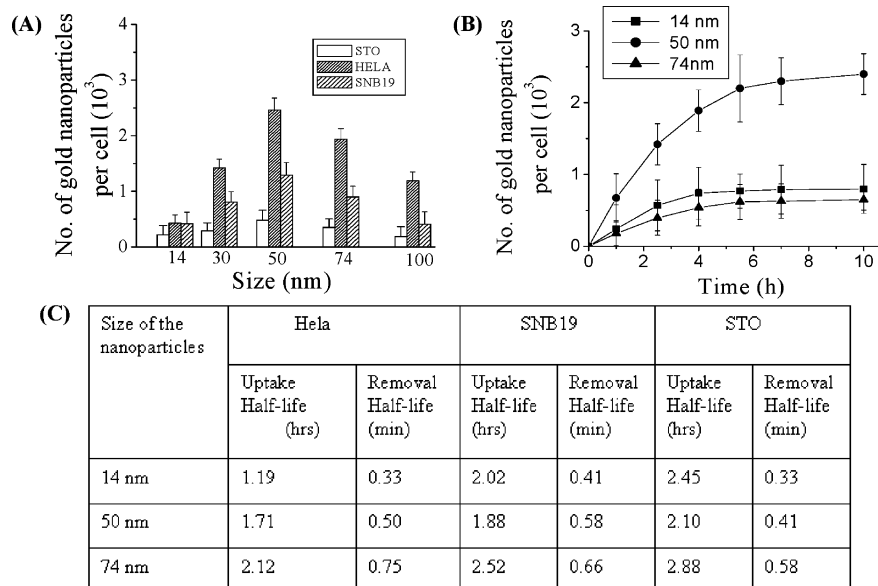 (A)
No. of gold nanoparticles
per cell (10³)
4
3
2
1
0
STO
HELA
SNB19
14 30 50 74 100
Size (nm)
(B)
No. of gold nanoparticles
per cell (10³)
3
2
1
0
14 nm
50 nm
74nm
0 2 4 6 8 10
Time (h)
(C)
Size of the
nanoparticles
Hela
SNB19
STO
Uptake
Half-life
(hrs)
Removal
Half-life
(min)
Uptake
Half-life
(hrs)
Removal
Half-life
(min)
Uptake
Half-life
(hrs)
Removal
Half-life
(min)
14 nm 1.19 0.33 2.02 0.41 2.45 0.33
50 nm 1.71 0.50 1.88 0.58 2.10 0.41
74 nm 2.12 0.75 2.52 0.66 2.88 0.58